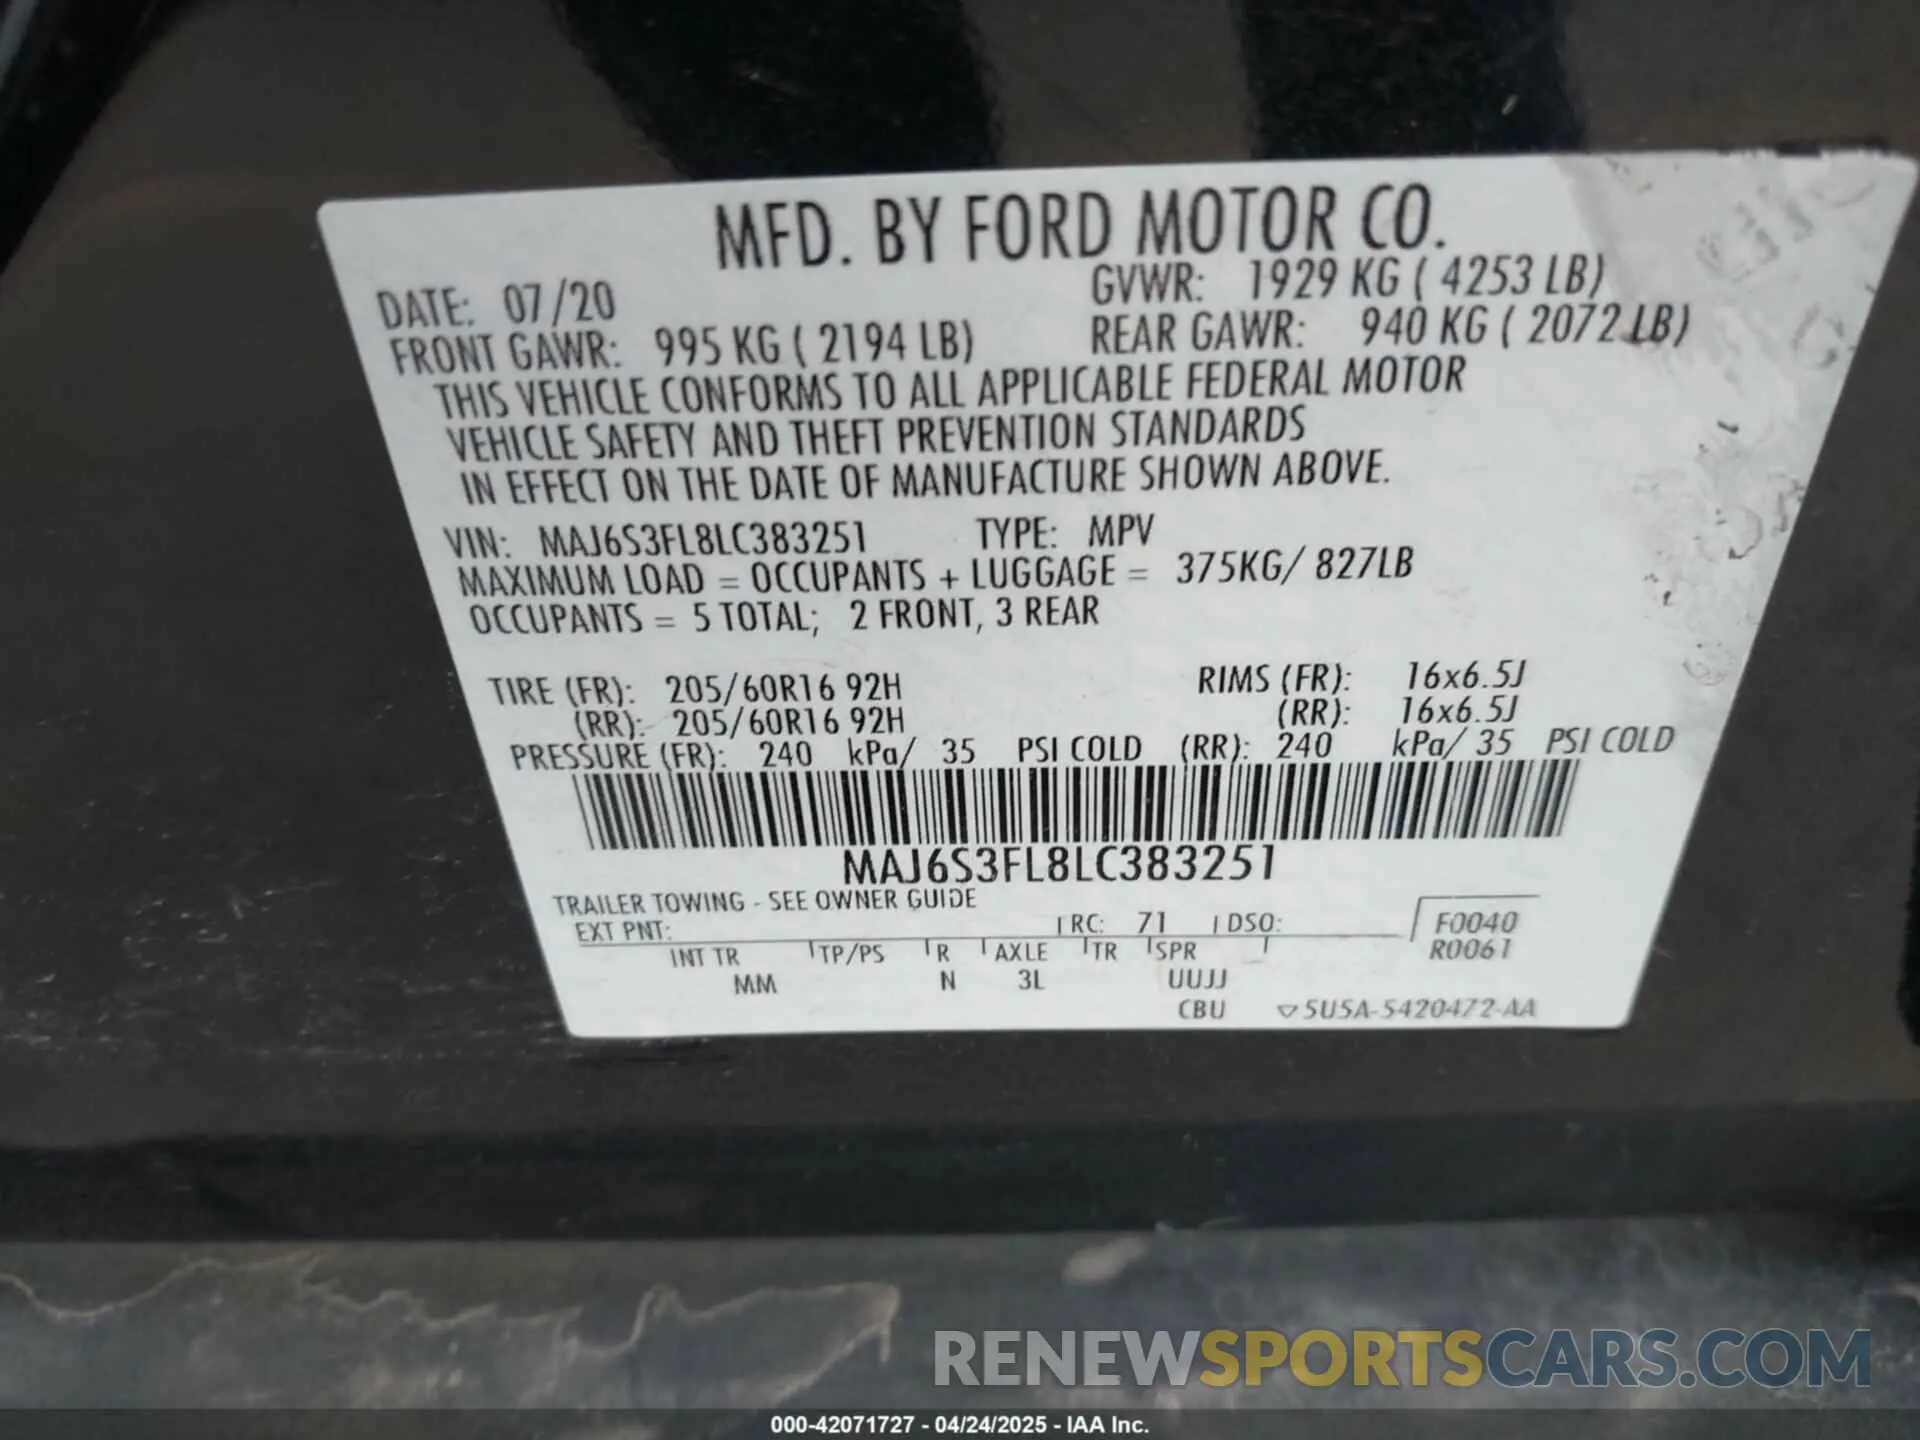 MFD. BY FORD MOTOR CO.
DATE: 07/20 GVWR: 1929 KG ( 4253 LB)
FRONT GAWR: 995 KG ( 2194 LB) REAR GAWR: 940 KG ( 2072 LB)
THIS VEHICLE CONFORMS TO ALL APPLICABLE FEDERAL MOTOR
VEHICLE SAFETY AND THEFT PREVENTION STANDARDS
IN EFFECT ON THE DATE OF MANUFACTURE SHOWN ABOVE.
VIN: MAJ6S3FL8LC383251 TYPE: MPV
MAXIMUM LOAD = OCCUPANTS + LUGGAGE = 375KG/ 827LB
OCCUPANTS = 5 TOTAL; 2 FRONT, 3 REAR
TIRE (FR): 205/60R16 92H RIMS (FR): 16x6.5J
(RR): 205/60R16 92H (RR): 16x6.5J
PRESSURE (FR): 240 kPa/ 35 PSI COLD (RR): 240 kPa/ 35 PSI COLD
MAJ6S3FL8LC383251
TRAILER TOWING - SEE OWNER GUIDE
EXT PNT: RC: 71 DSO: F0040
INT TR TP/PS R AXLE TR SPR R0061
MM N 3L UUJJ
CBU ▽5U5A-5420472-AA
RENEWSPORTSCARS.COM
000-42071727 - 04/24/2025 - IAA Inc.